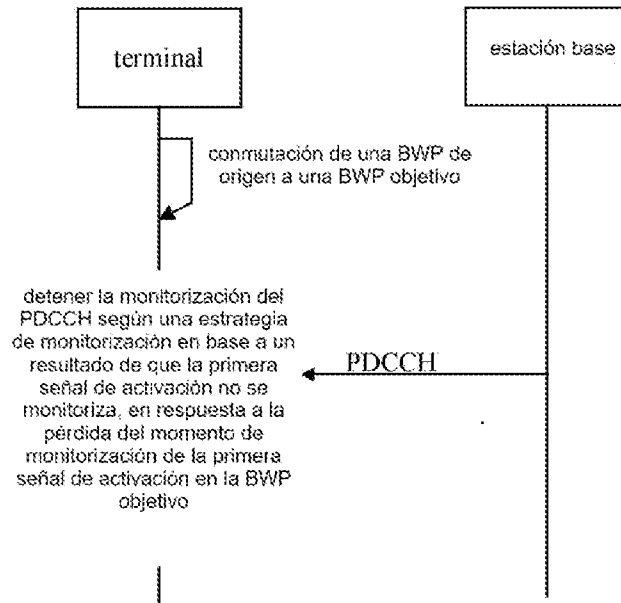 terminal
estación base
conmutación de una BWP de
origen a una BWP objetivo
detener la monitorización del
PDCCH según una estrategia
de monitorización en base a un
resultado de que la primera
señal de activación no se
monitoriza, en respuesta a la
pérdida del momento de
monitorización de la primera
señal de activación en la BWP
objetivo
PDCCH